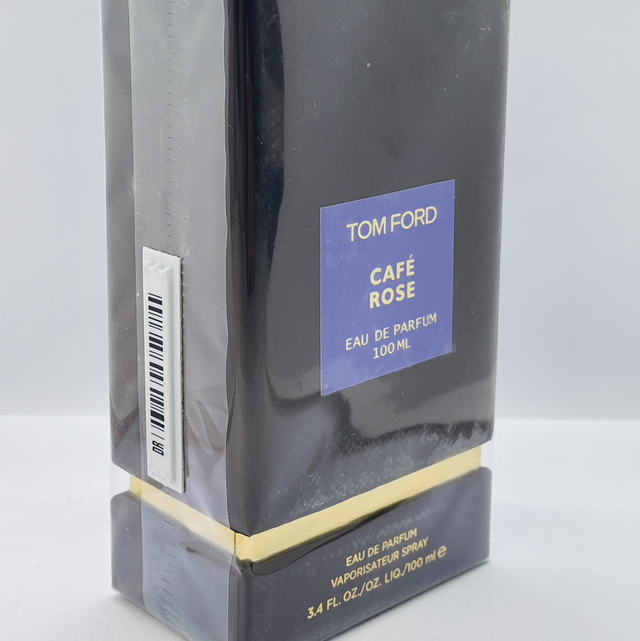 TOM FORD
CAFÉ
ROSE
EAU DE PARFUM
100 ML
DR
EAU DE PARFUM
VAPORISATEUR SPRAY
3.4 FL. OZ./OZ. LIQ./100 ml ℮